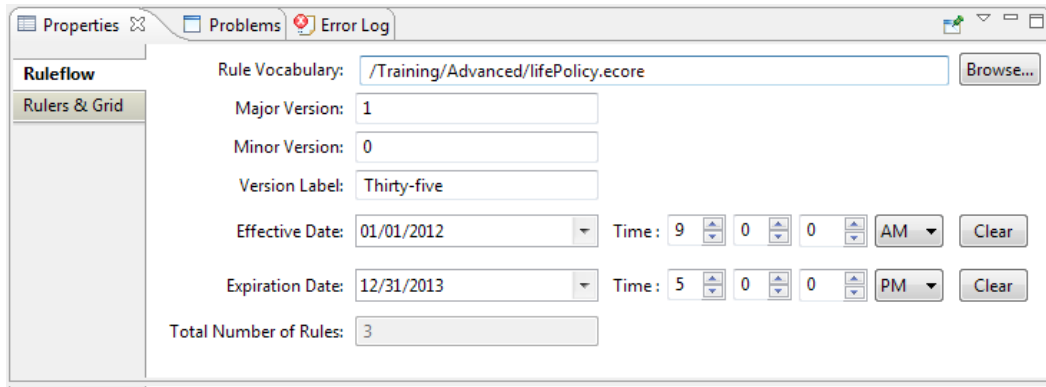 Properties Problems Error Log
Ruleflow Rule Vocabulary: /Training/Advanced/lifePolicy.ecore Browse...
Rulers & Grid Major Version: 1
Minor Version: 0
Version Label: Thirty-five
Effective Date: 01/01/2012 Time: 9 0 0 AM Clear
Expiration Date: 12/31/2013 Time: 5 0 0 PM Clear
Total Number of Rules: 3